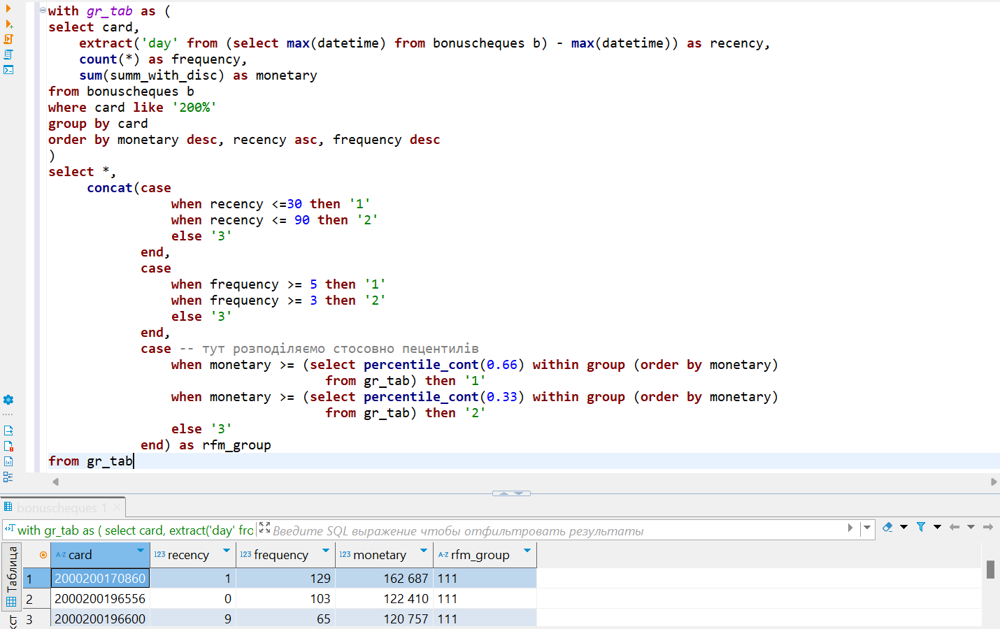 with gr_tab as (
select card,
    extract('day' from (select max(datetime) from bonuscheques b) - max(datetime)) as recency,
    count(*) as frequency,
    sum(summ_with_disc) as monetary
from bonuscheques b
where card like '200%'
group by card
order by monetary desc, recency asc, frequency desc
)
select *,
     concat(case
                when recency <=30 then '1'
                when recency <= 90 then '2'
                else '3'
            end,
            case
                when frequency >= 5 then '1'
                when frequency >= 3 then '2'
                else '3'
            end,
            case -- тут розподіляємо стосовно пецентилів
                when monetary >= (select percentile_cont(0.66) within group (order by monetary)
                                    from gr_tab) then '1'
                when monetary >= (select percentile_cont(0.33) within group (order by monetary)
                                    from gr_tab) then '2'
                else '3'
            end) as rfm_group
from gr_tab
bonuscheques 1
with gr_tab as ( select card, extract('day' fro Введите SQL выражение чтобы отфильтровать результаты
Таблица
A-Z card 123 recency 123 frequency 123 monetary A-Z rfm_group
1 2000200170860 1 129 162 687 111
2 2000200196556 0 103 122 410 111
3 2000200196600 9 65 120 757 111